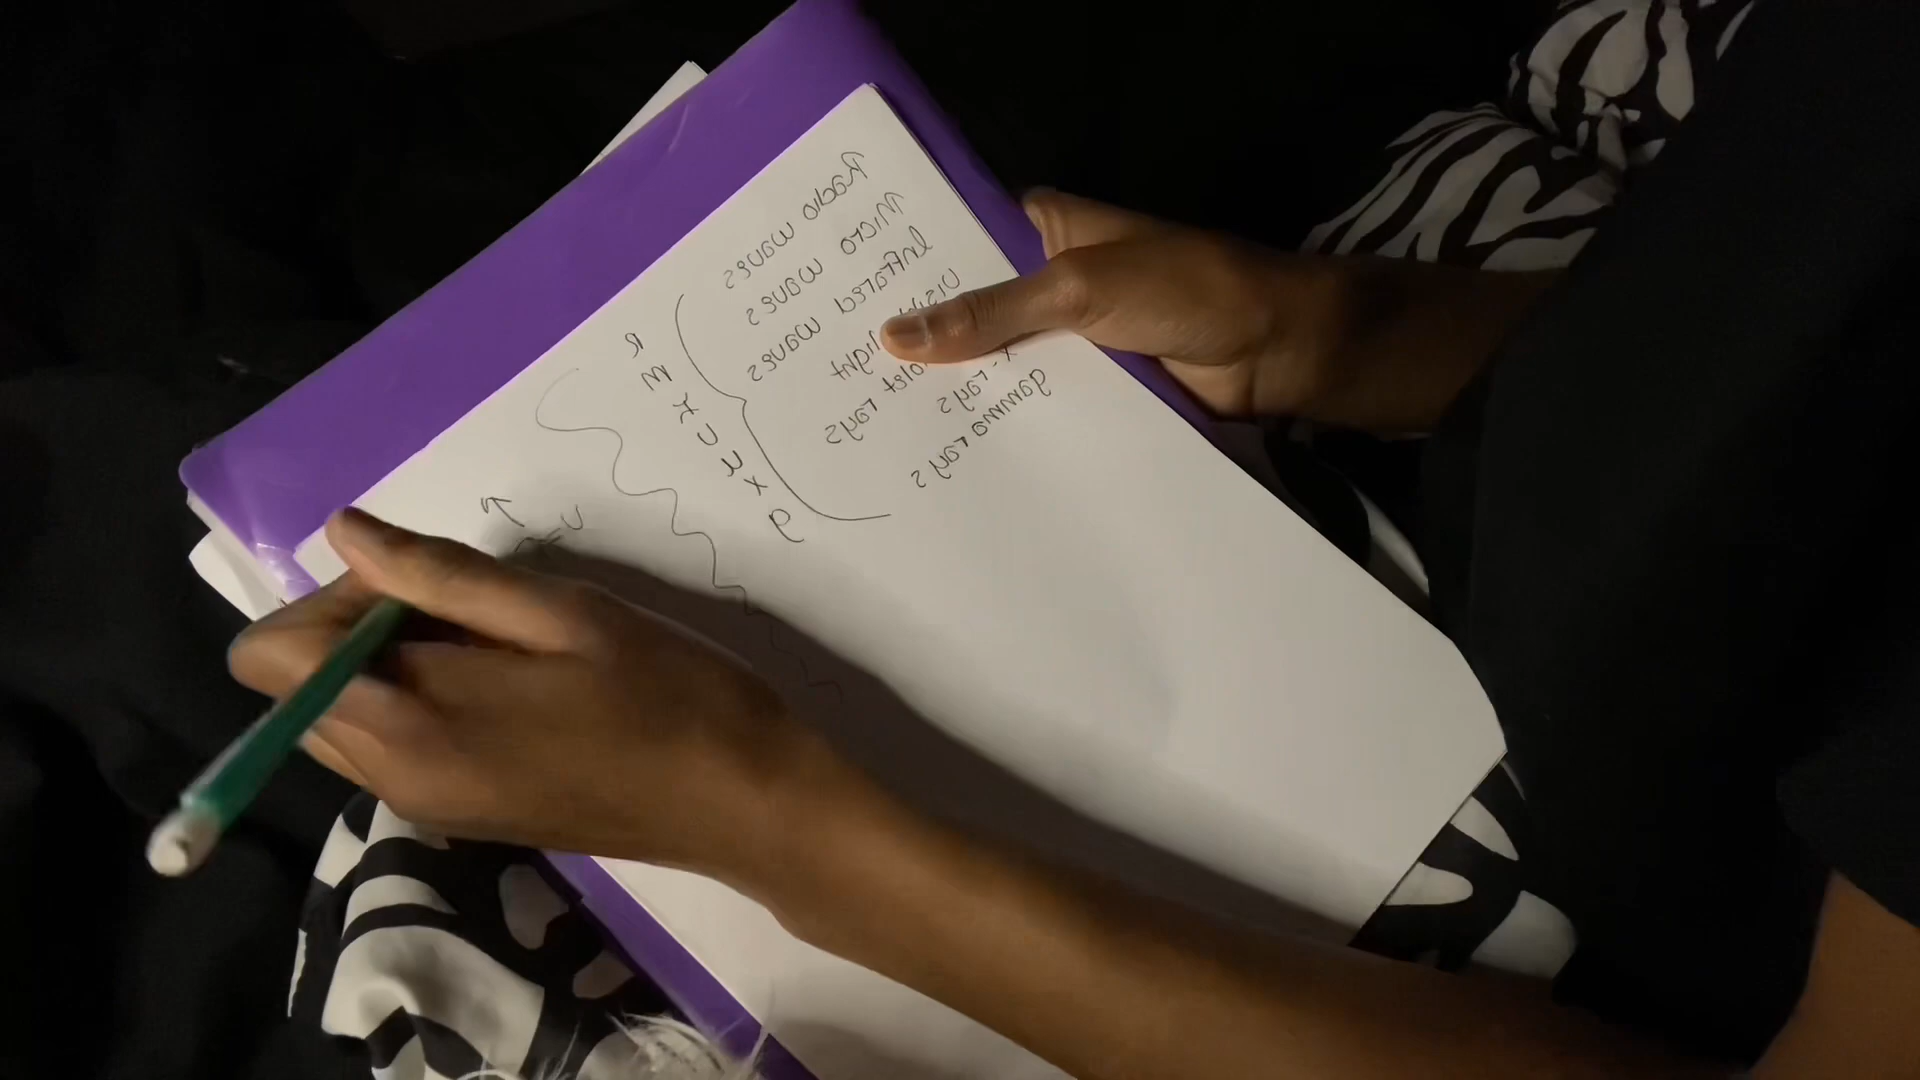 Radio waves
Micro waves
Infrared waves
light
rays
X-rays
gamma rays
R
M
I
V
U
X
g